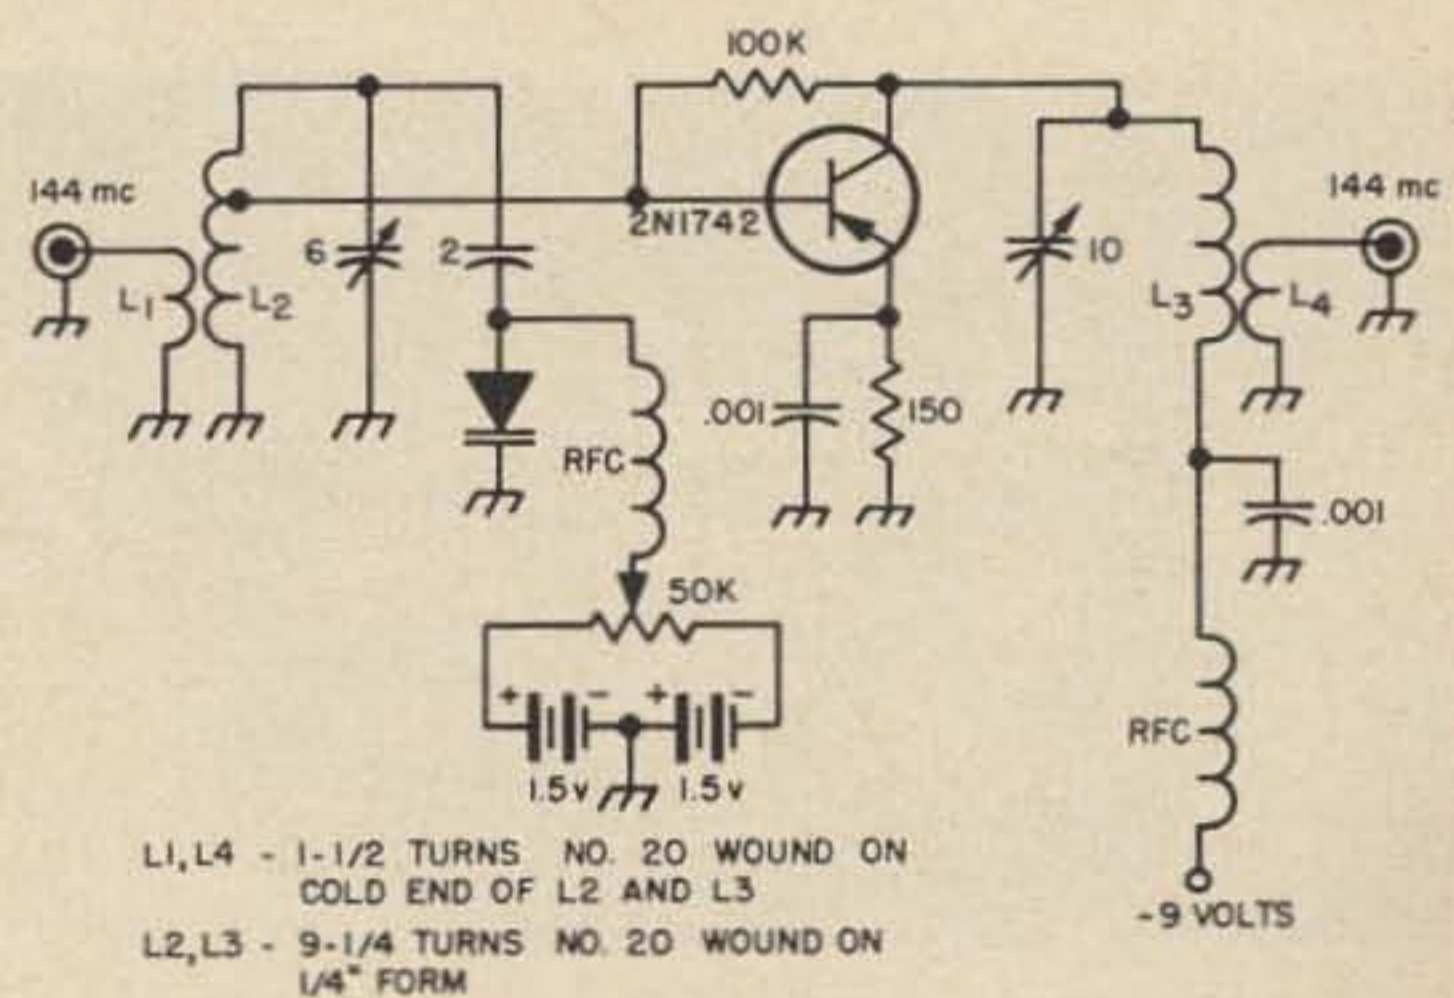 100K
144 mc
2N1742
144 mc
6
2
10
L1
L2
L3
L4
.001
150
RFC
.001
50K
+ - + -
RFC
1.5v 1.5v
L1, L4 - 1-1/2 TURNS NO. 20 WOUND ON
COLD END OF L2 AND L3
-9 VOLTS
L2, L3 - 9-1/4 TURNS NO. 20 WOUND ON
1/4" FORM